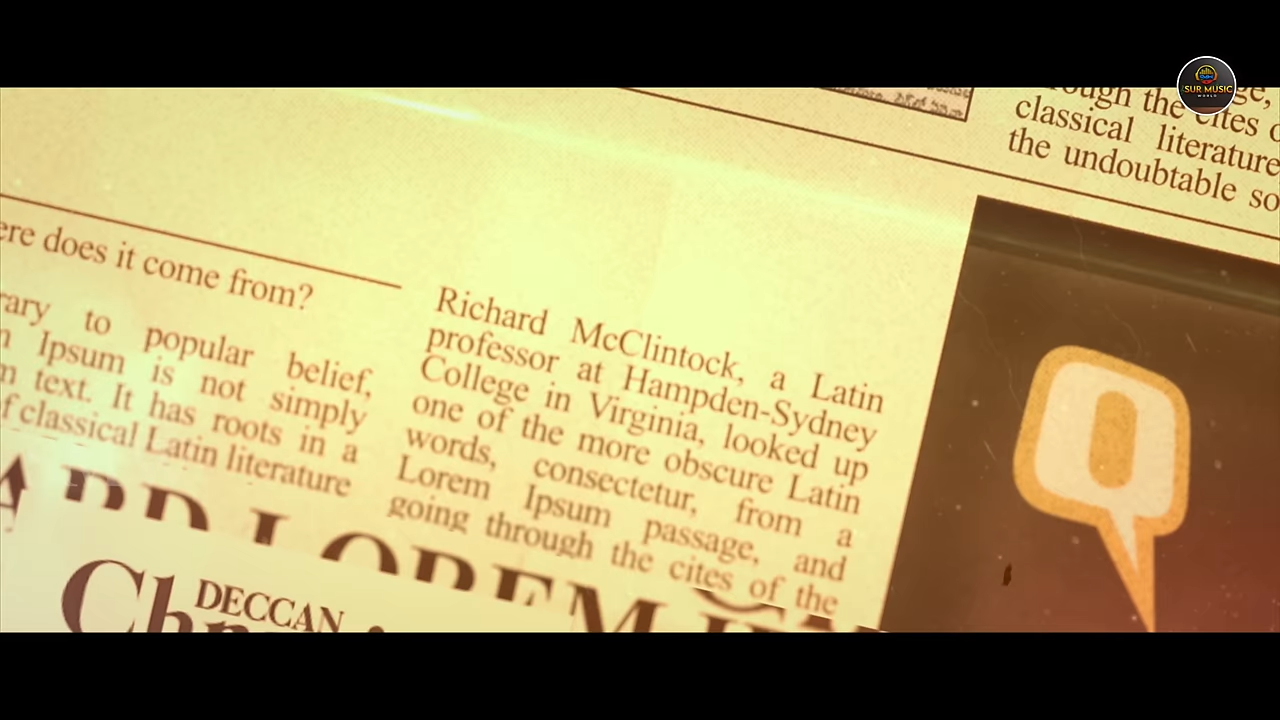 SUR MUSIC
WORLD
classical literature
the undoubtable so
ere does it come from?
rary to popular belief,
Ipsum is not simply
text. It has roots in a
f classical Latin literature
Richard McClintock, a Latin
professor at Hampden-Sydney
College in Virginia, looked up
one of the more obscure Latin
words, consectetur, from a
Lorem Ipsum passage, and
going through the cites of the
LOREM
DECCAN
Q